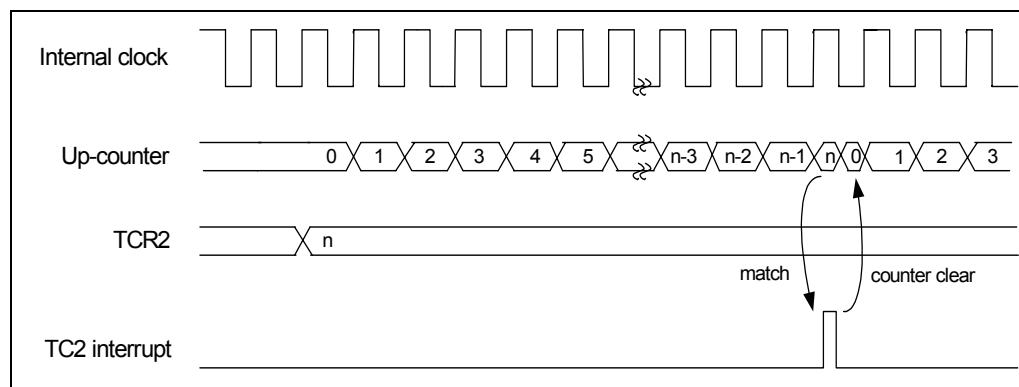 Internal clock
Up-counter 0 1 2 3 4 5 n-3 n-2 n-1 n 0 1 2 3
TCR2 n
match counter clear
TC2 interrupt